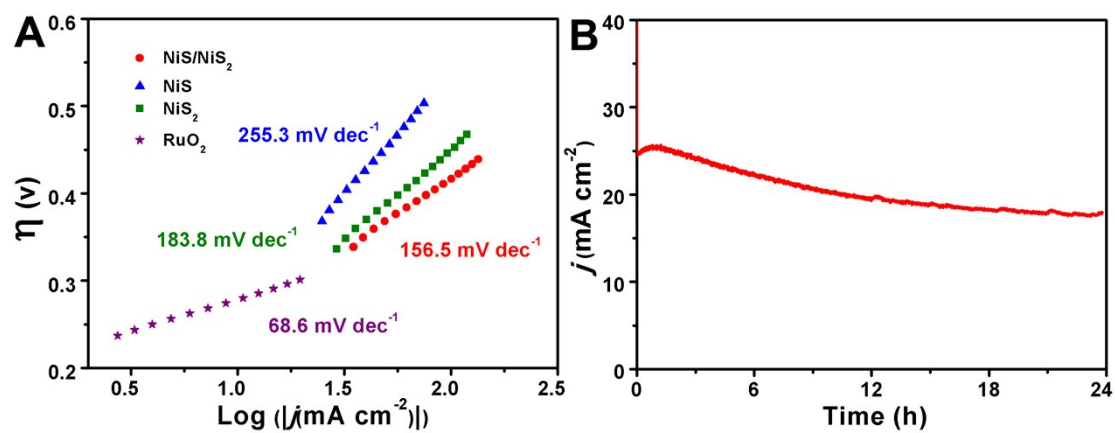 A
0.6
0.5
0.4
0.3
0.2
η (v)
NiS/NiS₂
NiS
NiS₂
RuO₂
255.3 mV dec⁻¹
183.8 mV dec⁻¹
156.5 mV dec⁻¹
68.6 mV dec⁻¹
0.5 1.0 1.5 2.0 2.5
Log (|j(mA cm⁻²)|)
B
40
30
20
10
0
j (mA cm⁻²)
0 6 12 18 24
Time (h)